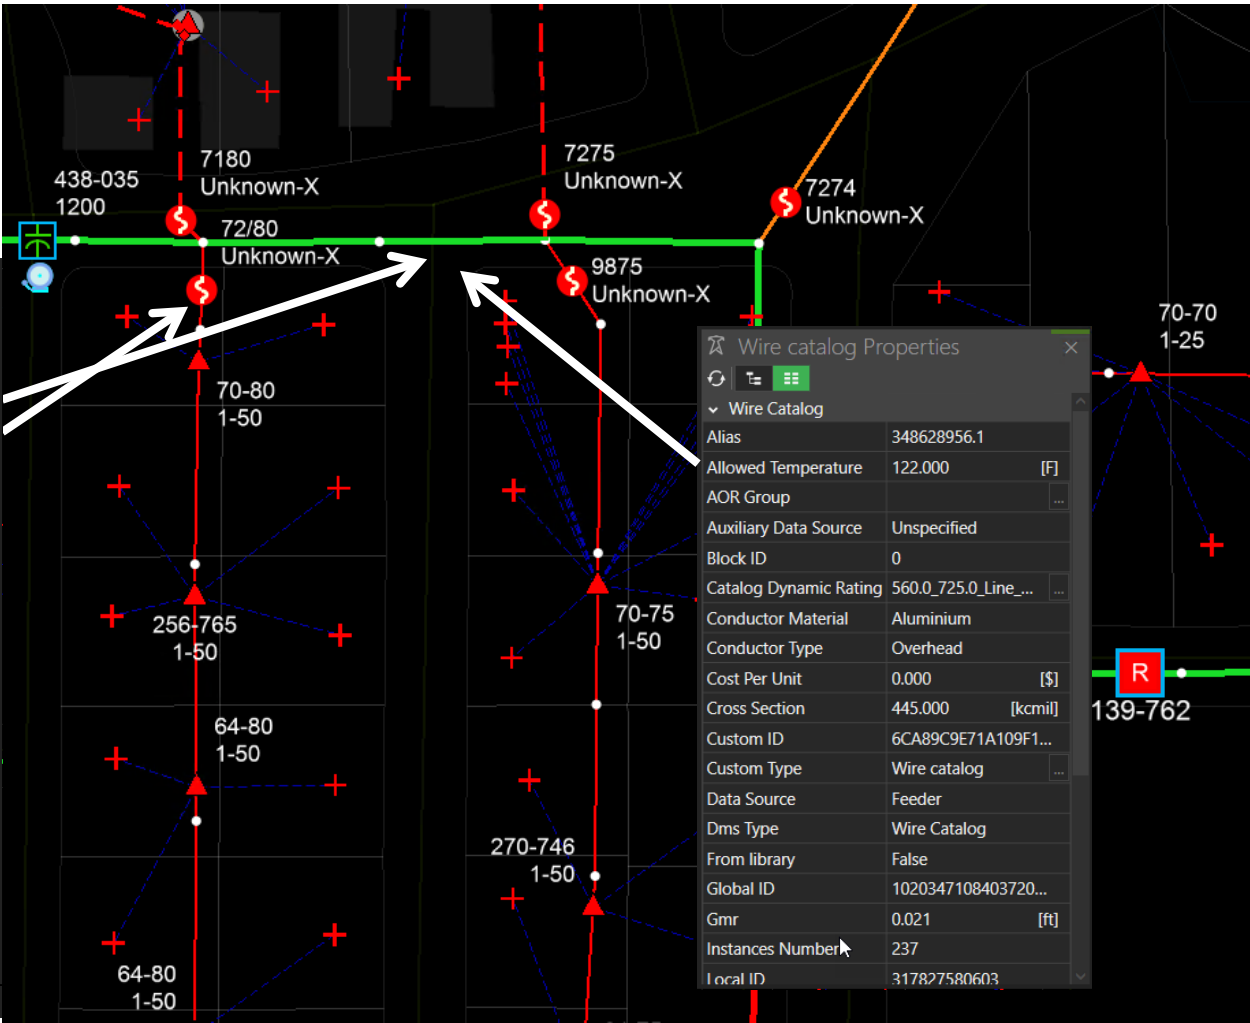 7180
Unknown-X
7275
Unknown-X
438-035
1200
7274
Unknown-X
72/80
Unknown-X
9875
Unknown-X
70-70
1-25
70-80
1-50
256-765
1-50
70-75
1-50
64-80
1-50
270-746
1-50
64-80
1-50
R
139-762
Wire catalog Properties
Wire Catalog
Alias 348628956.1
Allowed Temperature 122.000 [F]
AOR Group ...
Auxiliary Data Source Unspecified
Block ID 0
Catalog Dynamic Rating 560.0_725.0_Line_... ...
Conductor Material Aluminium
Conductor Type Overhead
Cost Per Unit 0.000 [$]
Cross Section 445.000 [kcmil]
Custom ID 6CA89C9E71A109F1...
Custom Type Wire catalog ...
Data Source Feeder
Dms Type Wire Catalog
From library False
Global ID 1020347108403720...
Gmr 0.021 [ft]
Instances Number 237
Local ID 317827580603